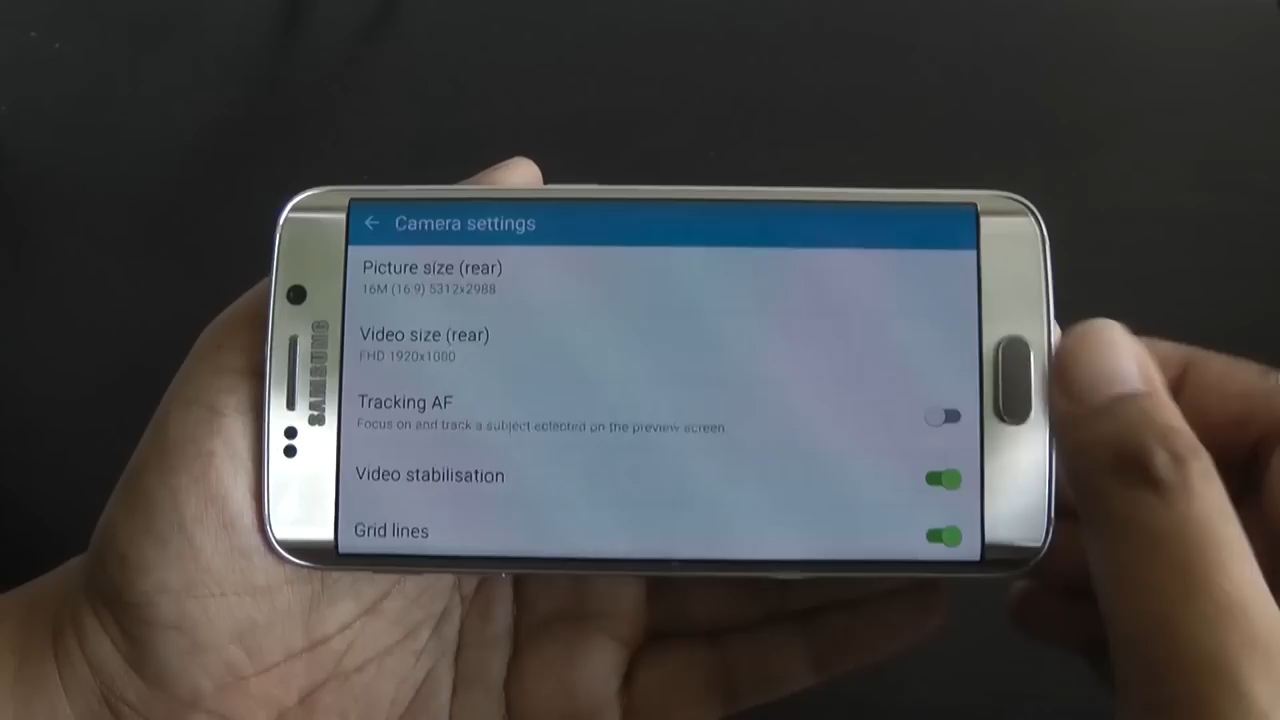 SAMSUNG
Camera settings
Picture size (rear)
16M (16:9) 5312x2988
Video size (rear)
FHD 1920x1080
Tracking AF
Focus on and track a subject selected on the preview screen.
Video stabilisation
Grid lines